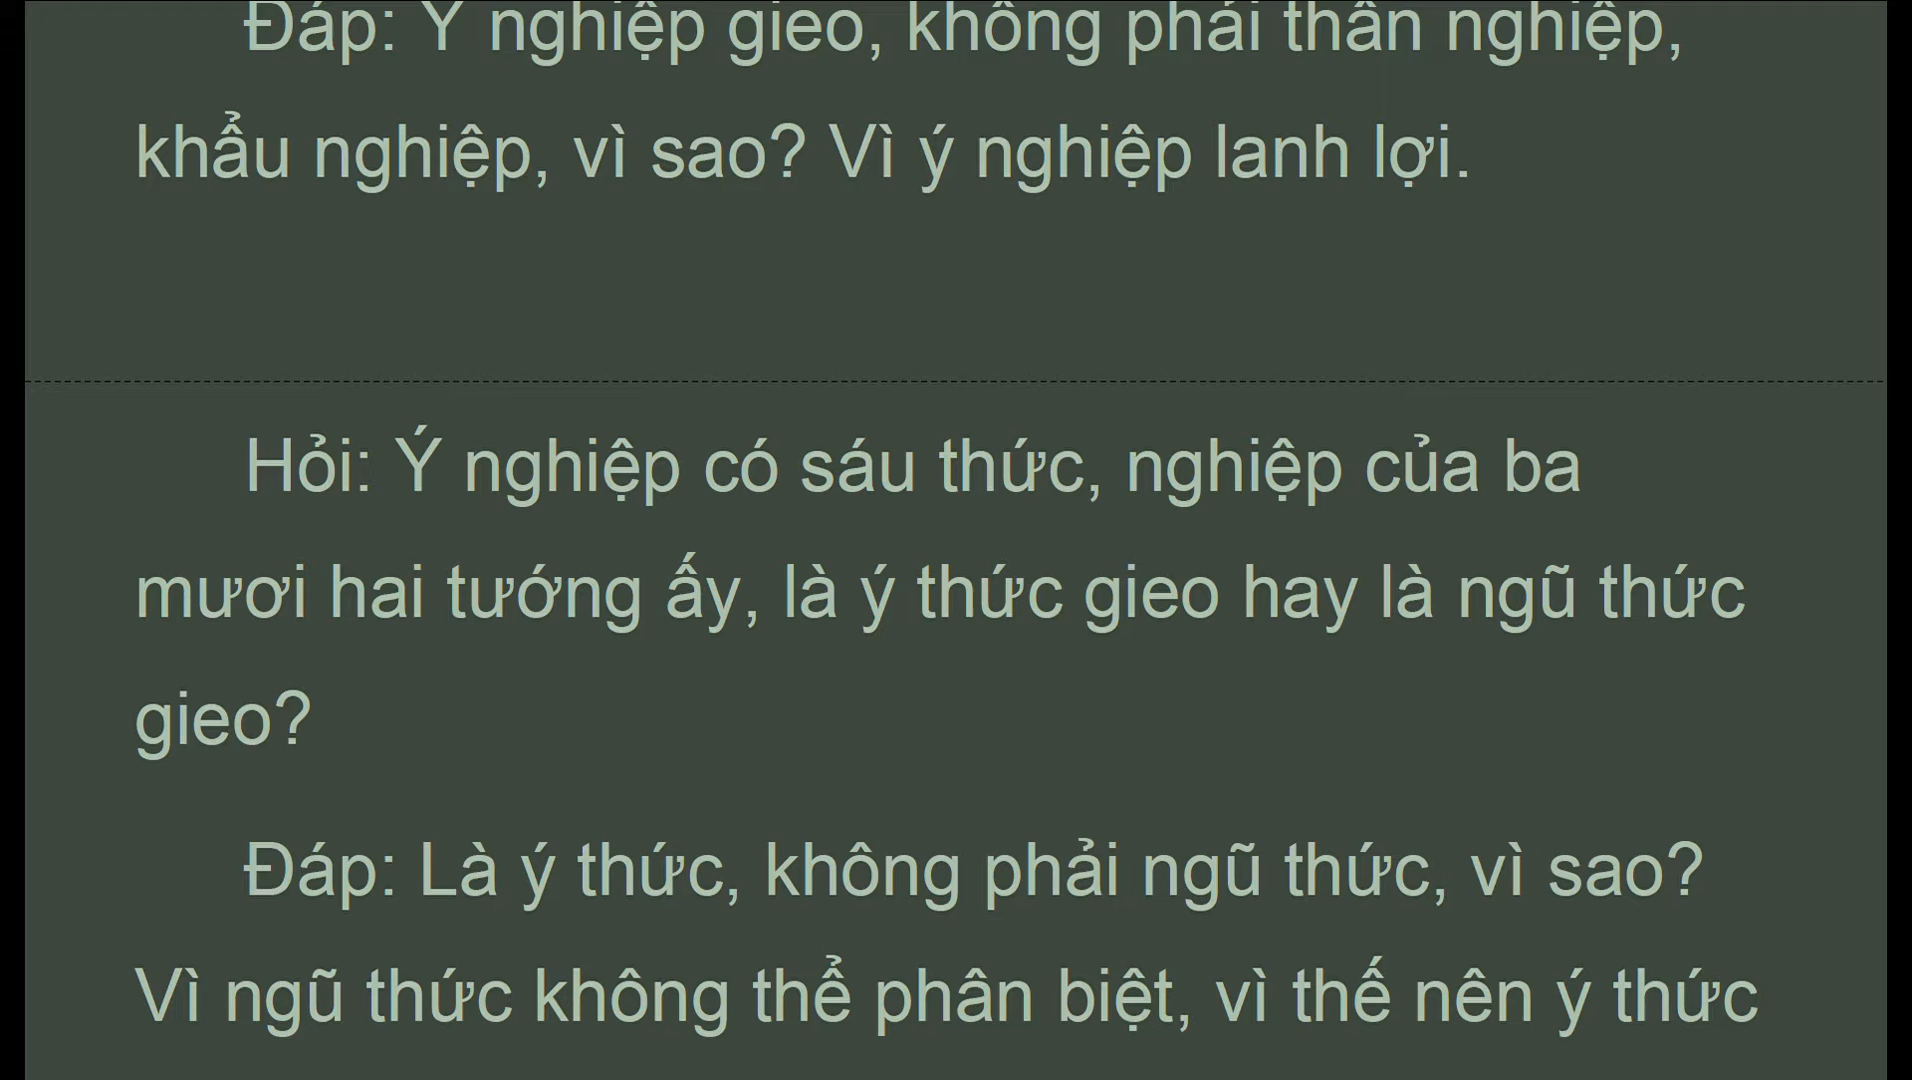 Đáp: Ý nghiệp gieo, không phải thân nghiệp,
khẩu nghiệp, vì sao? Vì ý nghiệp lanh lợi.
Hỏi: Ý nghiệp có sáu thức, nghiệp của ba
mươi hai tướng ấy, là ý thức gieo hay là ngũ thức
gieo?
Đáp: Là ý thức, không phải ngũ thức, vì sao?
Vì ngũ thức không thể phân biệt, vì thế nên ý thức